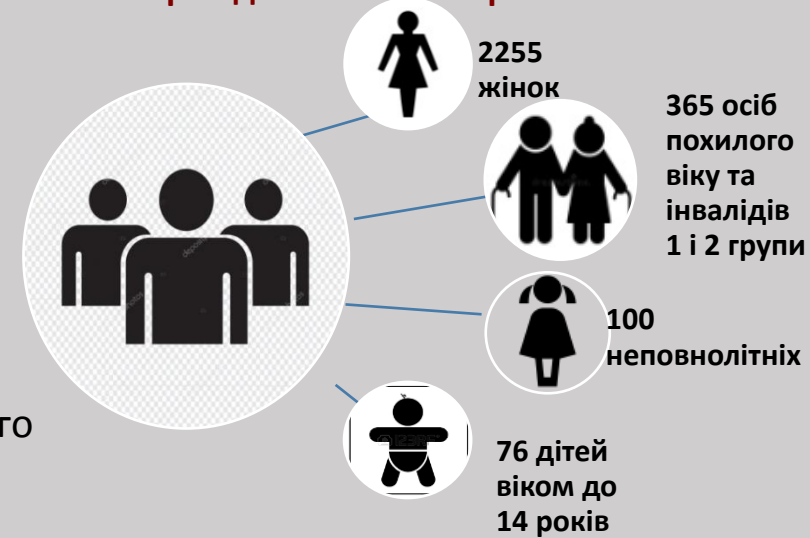 2255
жінок
365 осіб
похилого
віку та
інвалідів
1 і 2 групи
100
неповнолітніх
го
76 дітей
віком до
14 років